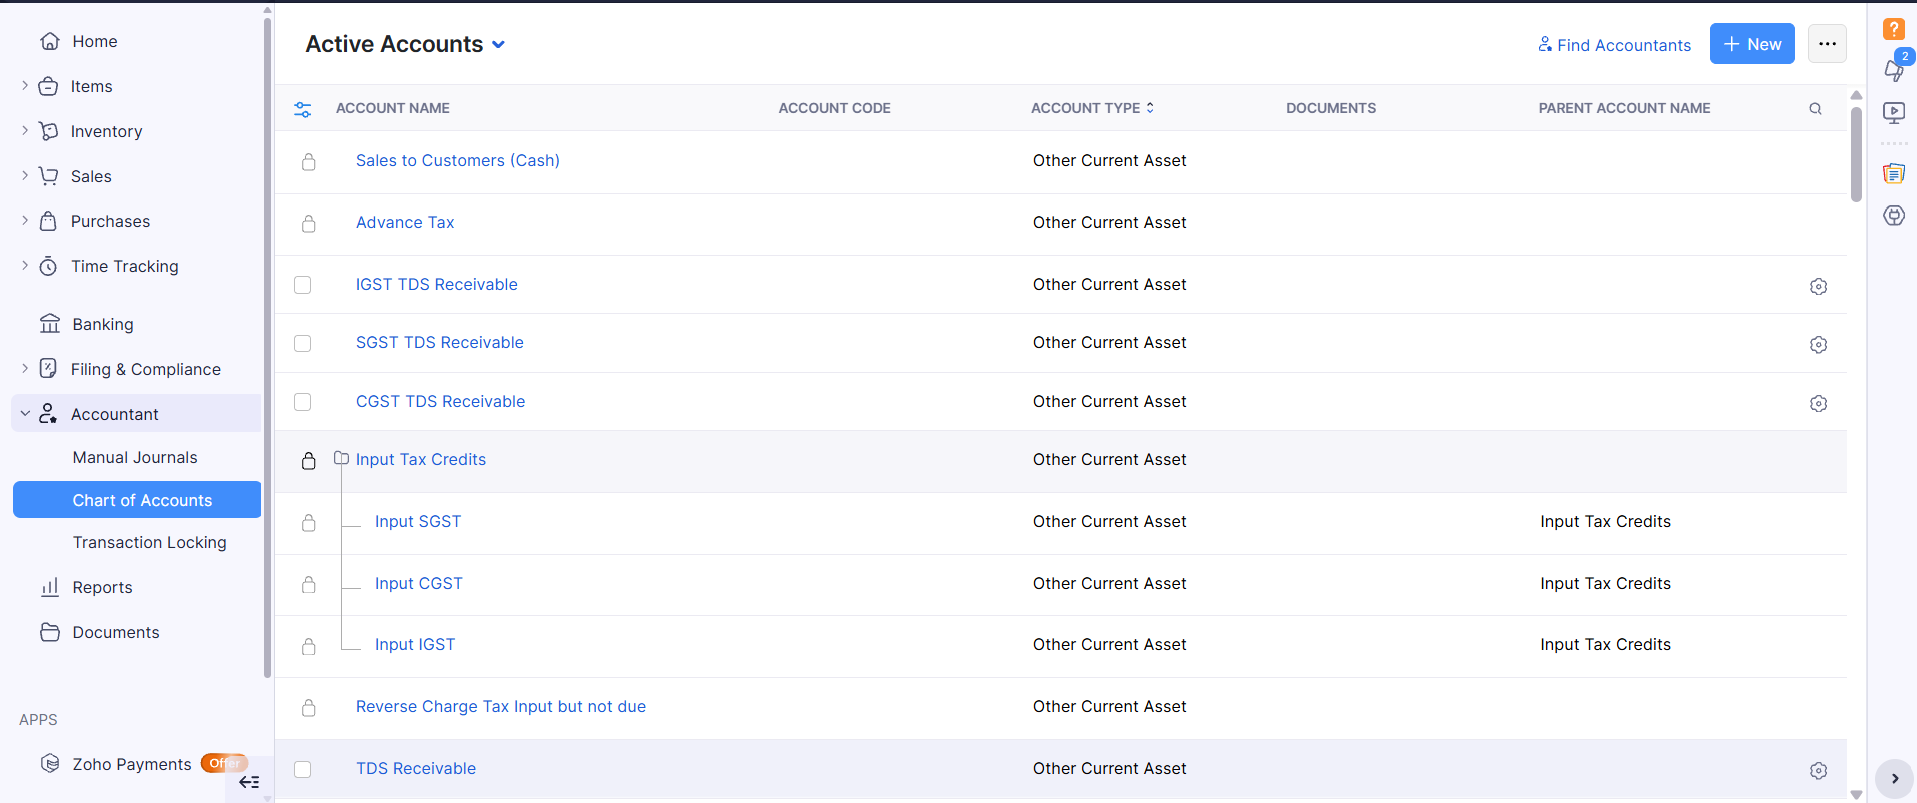 Home
Items
Inventory
Sales
Purchases
Time Tracking
Banking
Filing & Compliance
Accountant
Manual Journals
Chart of Accounts
Transaction Locking
Reports
Documents
APPS
Zoho Payments Offer
Active Accounts
Find Accountants
+ New
ACCOUNT NAME ACCOUNT CODE ACCOUNT TYPE DOCUMENTS PARENT ACCOUNT NAME
Sales to Customers (Cash) Other Current Asset
Advance Tax Other Current Asset
IGST TDS Receivable Other Current Asset
SGST TDS Receivable Other Current Asset
CGST TDS Receivable Other Current Asset
Input Tax Credits Other Current Asset
Input SGST Other Current Asset Input Tax Credits
Input CGST Other Current Asset Input Tax Credits
Input IGST Other Current Asset Input Tax Credits
Reverse Charge Tax Input but not due Other Current Asset
TDS Receivable Other Current Asset
?
2